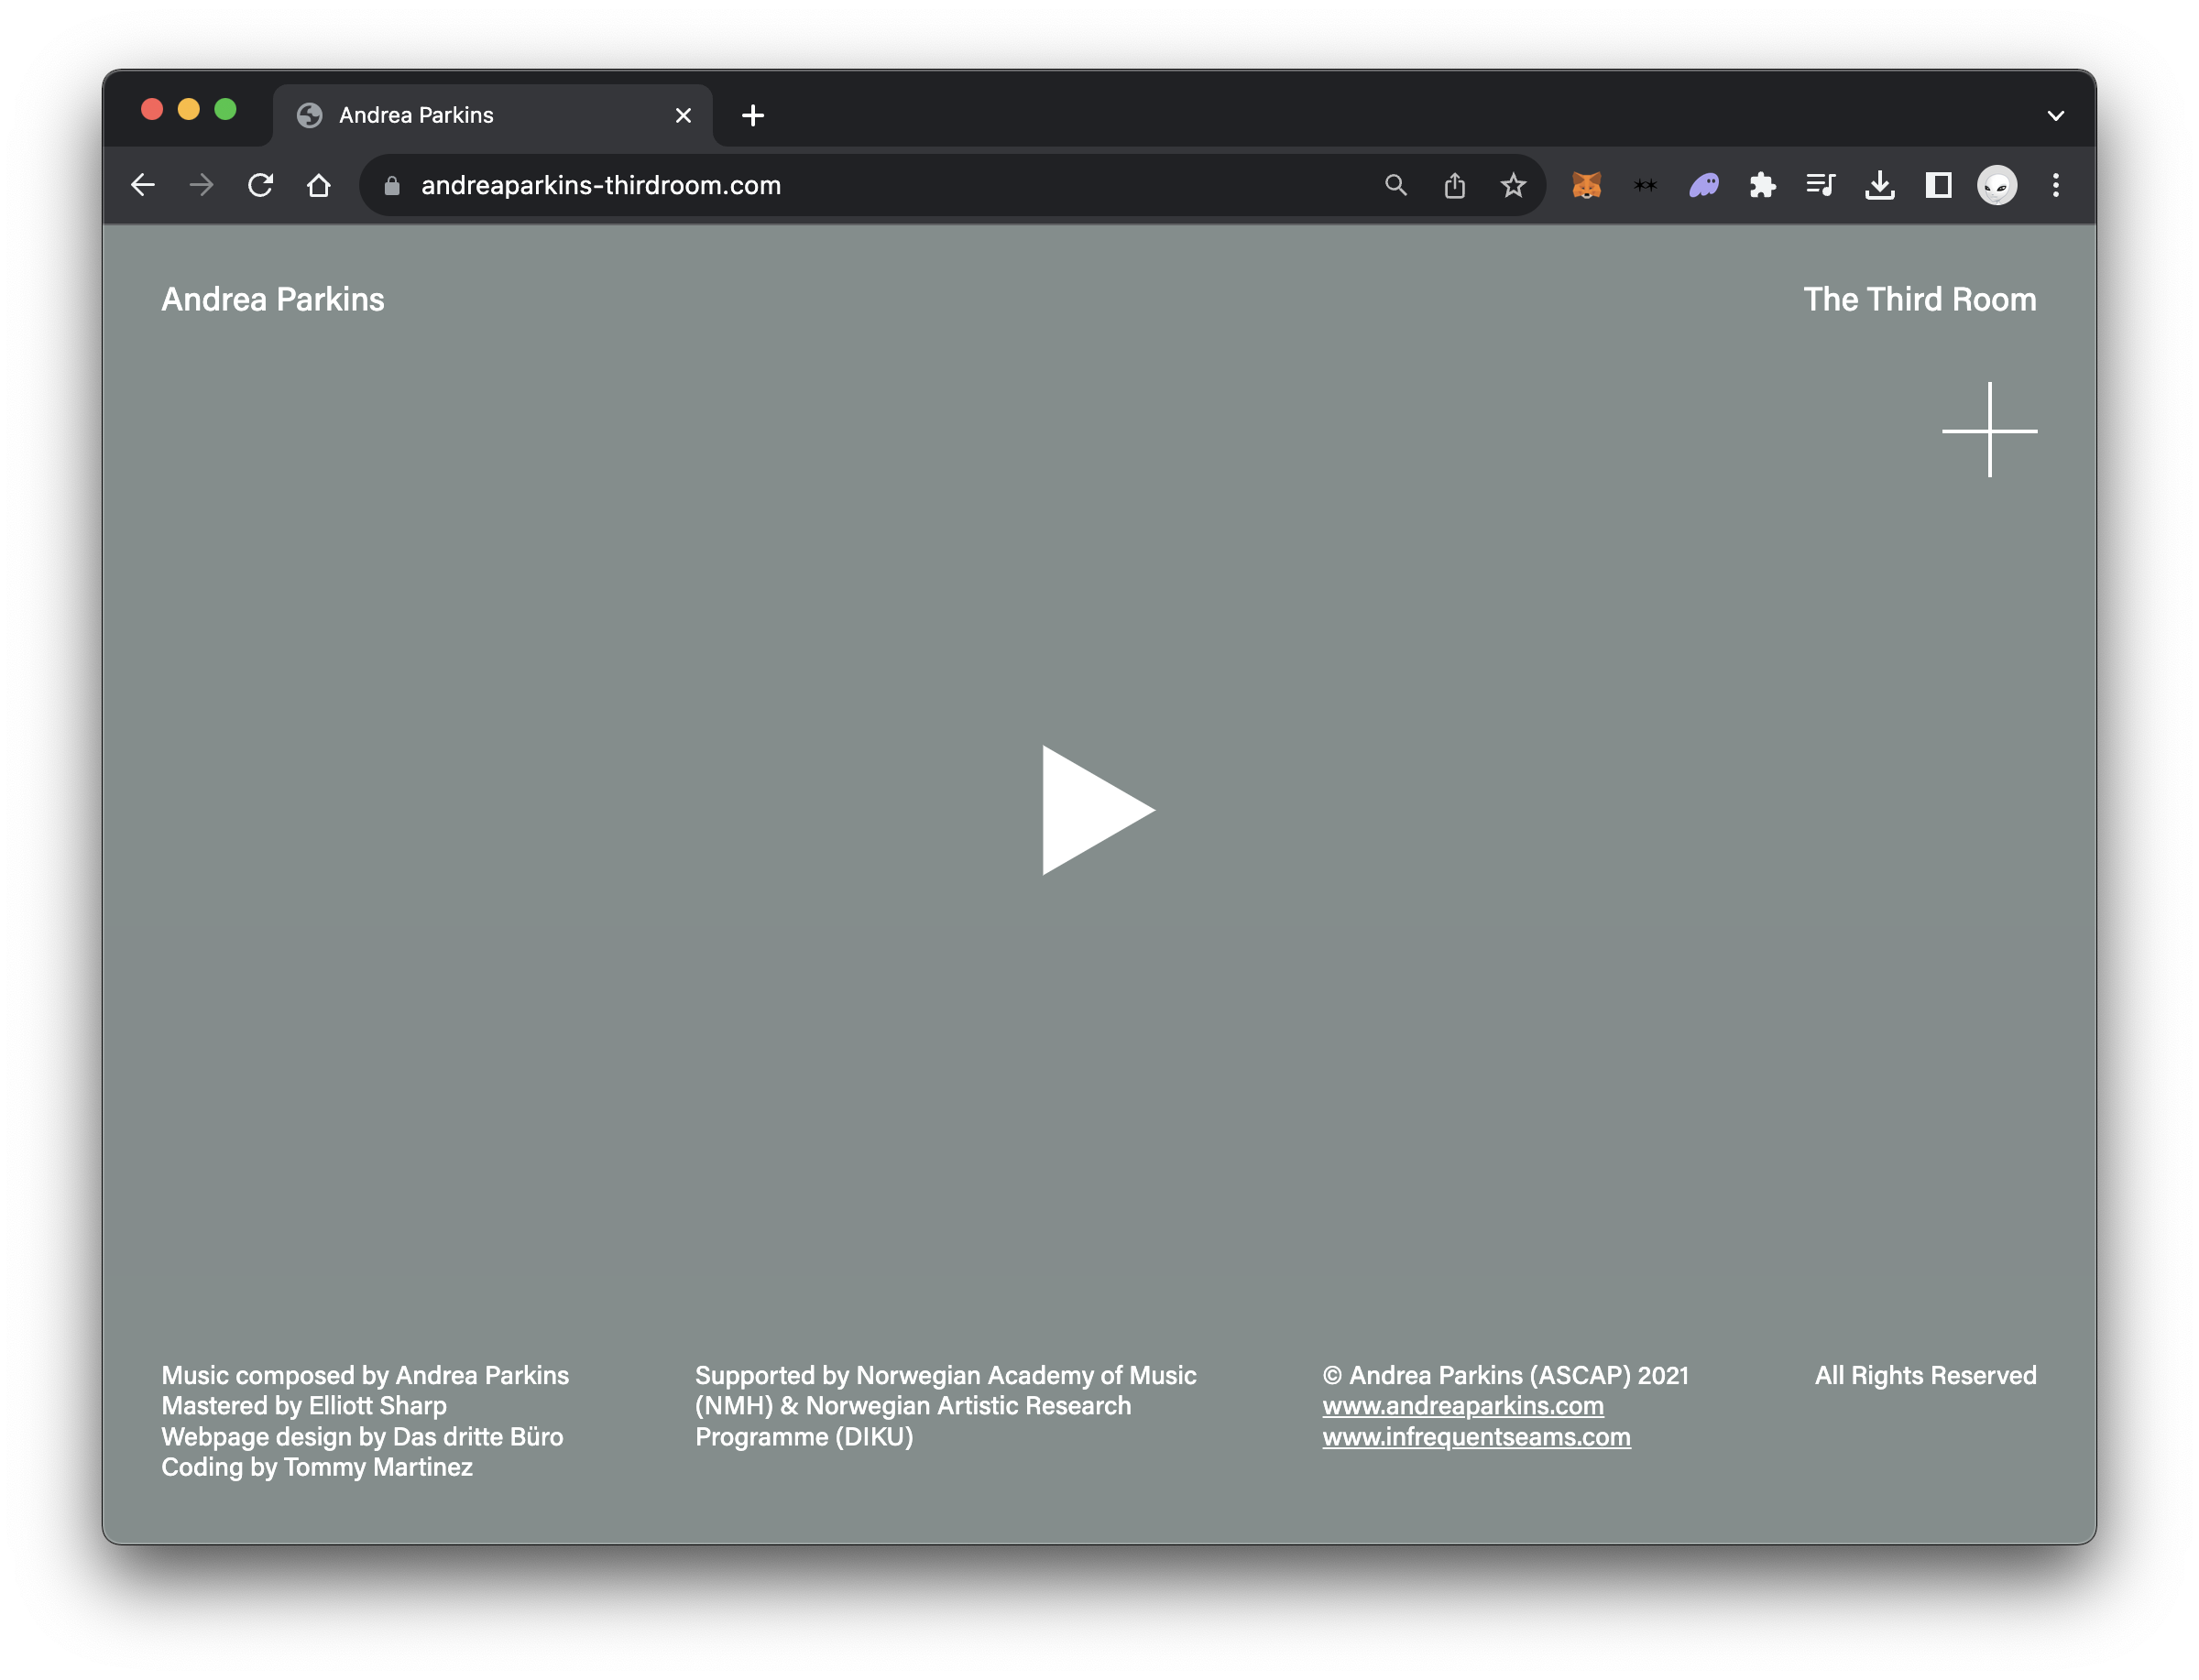 Andrea Parkins
andreaparkins-thirdroom.com
Andrea Parkins
The Third Room
Music composed by Andrea Parkins
Mastered by Elliott Sharp
Webpage design by Das dritte Büro
Coding by Tommy Martinez
Supported by Norwegian Academy of Music
(NMH) & Norwegian Artistic Research
Programme (DIKU)
© Andrea Parkins (ASCAP) 2021
www.andreaparkins.com
www.infrequentseams.com
All Rights Reserved